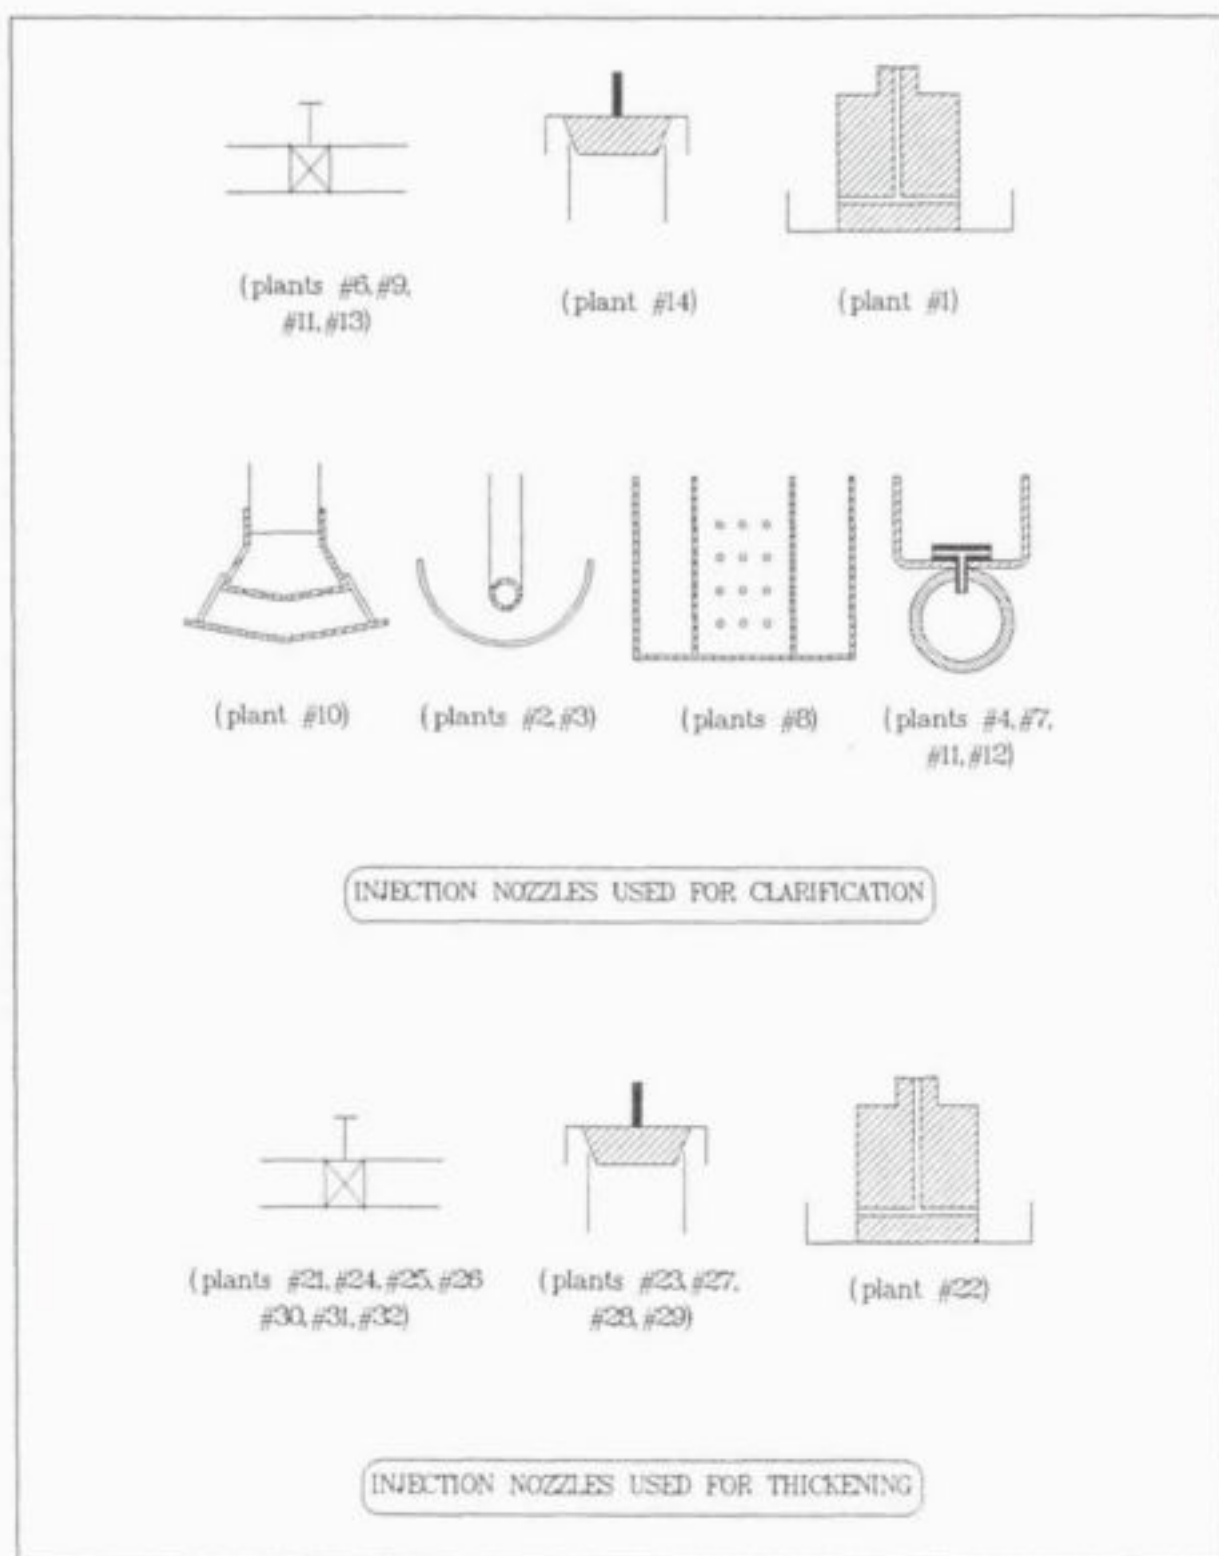 (plants #6, #9,
#11, #13)
(plant #14)
(plant #1)
(plant #10)
(plants #2, #3)
(plants #8)
(plants #4, #7,
#11, #12)
INJECTION NOZZLES USED FOR CLARIFICATION
(plants #21, #24, #25, #26
#30, #31, #32)
(plants #23, #27,
#28, #29)
(plant #22)
INJECTION NOZZLES USED FOR THICKENING